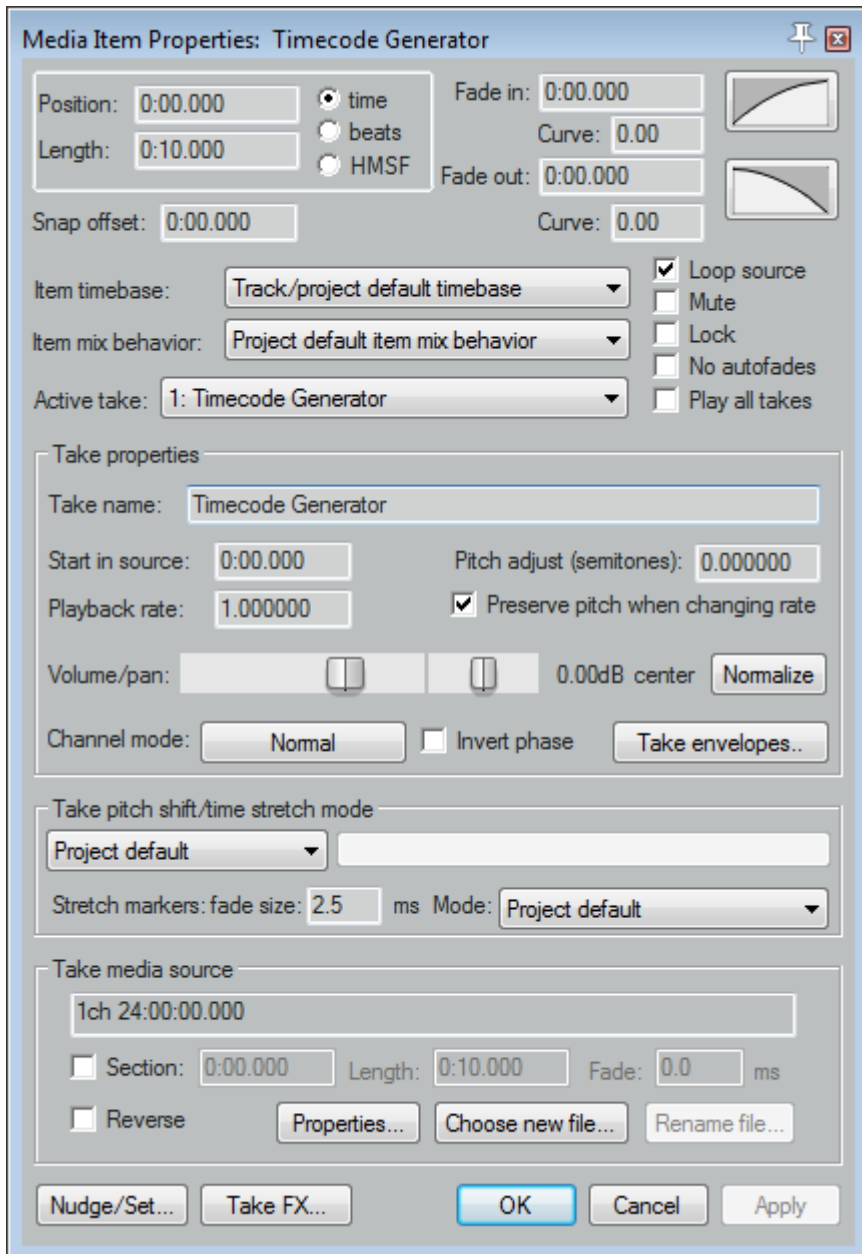 Media Item Properties: Timecode Generator
Position: 0:00.000 time Fade in: 0:00.000
beats Curve: 0.00
Length: 0:10.000 HMSF Fade out: 0:00.000
Snap offset: 0:00.000 Curve: 0.00
Item timebase: Track/project default timebase Loop source
Mute
Item mix behavior: Project default item mix behavior Lock
No autofades
Active take: 1: Timecode Generator Play all takes
Take properties
Take name: Timecode Generator
Start in source: 0:00.000 Pitch adjust (semitones): 0.000000
Playback rate: 1.000000 Preserve pitch when changing rate
Volume/pan: 0.00dB center Normalize
Channel mode: Normal Invert phase Take envelopes..
Take pitch shift/time stretch mode
Project default
Stretch markers: fade size: 2.5 ms Mode: Project default
Take media source
1ch 24:00:00.000
Section: 0:00.000 Length: 0:10.000 Fade: 0.0 ms
Reverse Properties... Choose new file... Rename file...
Nudge/Set... Take FX... OK Cancel Apply